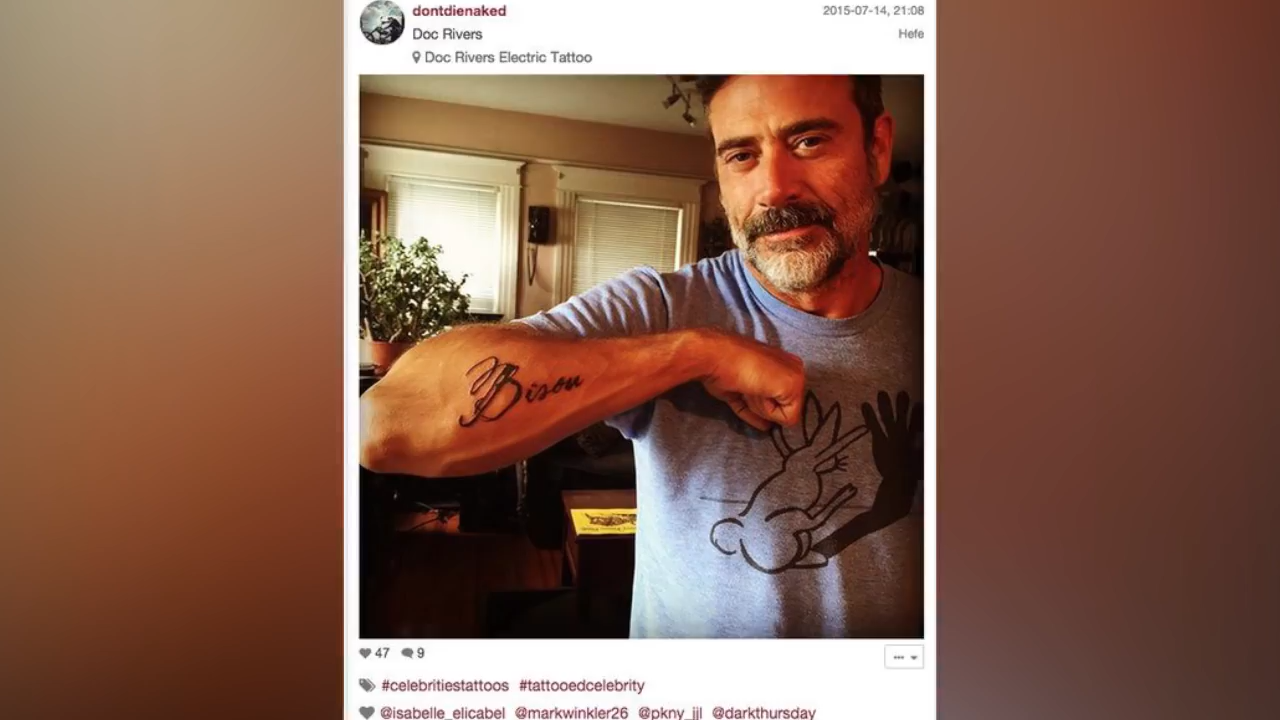 dontdienaked
2015-07-14, 21:08
Doc Rivers
Hefe
Doc Rivers Electric Tattoo
Bison
47 9
#celebritiestattoos #tattooedcelebrity
@isabelle_elicabel @markwinkler26 @pkny_jjl @darkthursday